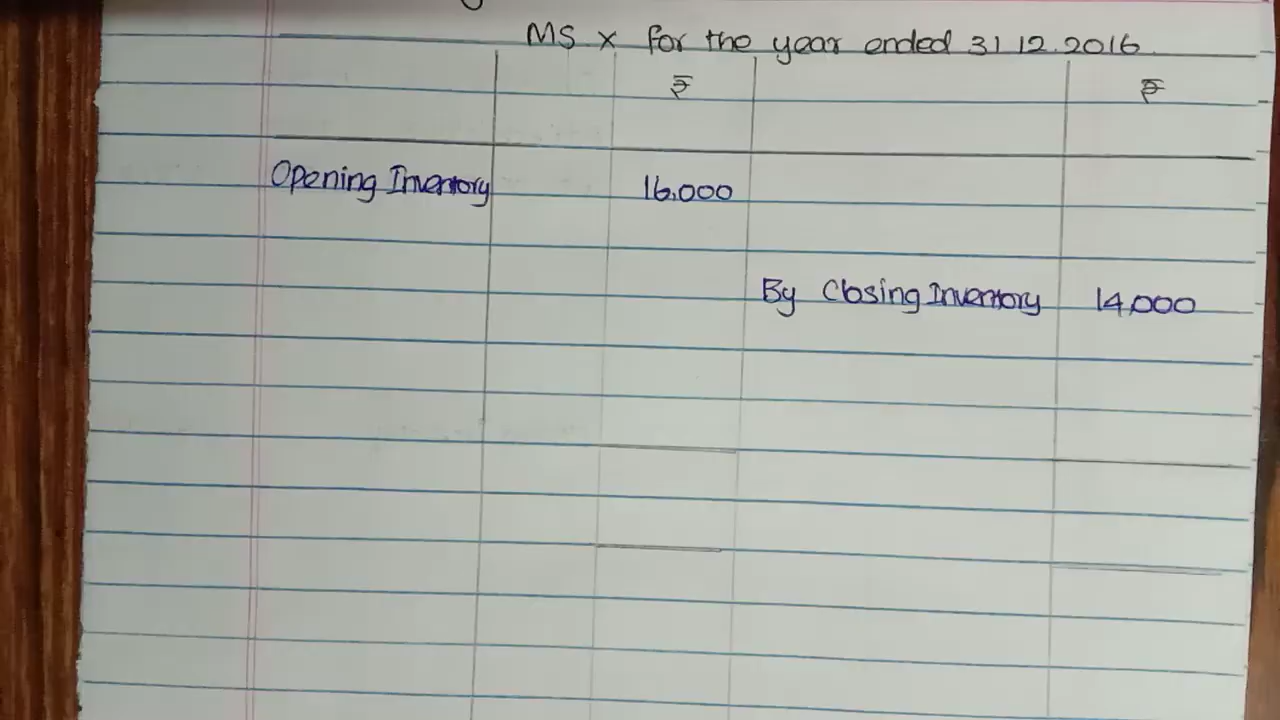 MS X for the year ended 31 12.2016
₹ ₹
Opening Inventory 16,000
By Closing Inventory 14,000